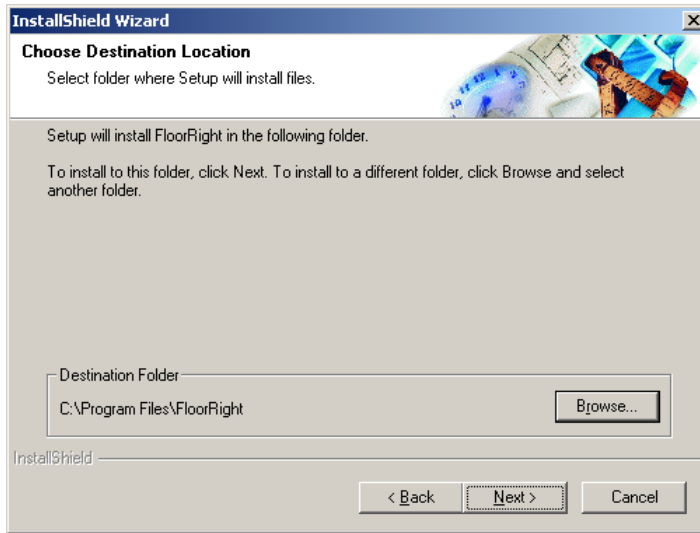 InstallShield Wizard
Choose Destination Location
Select folder where Setup will install files.
Setup will install FloorRight in the following folder.
To install to this folder, click Next. To install to a different folder, click Browse and select
another folder.
Destination Folder
C:\Program Files\FloorRight
Browse...
InstallShield
< Back
Next >
Cancel